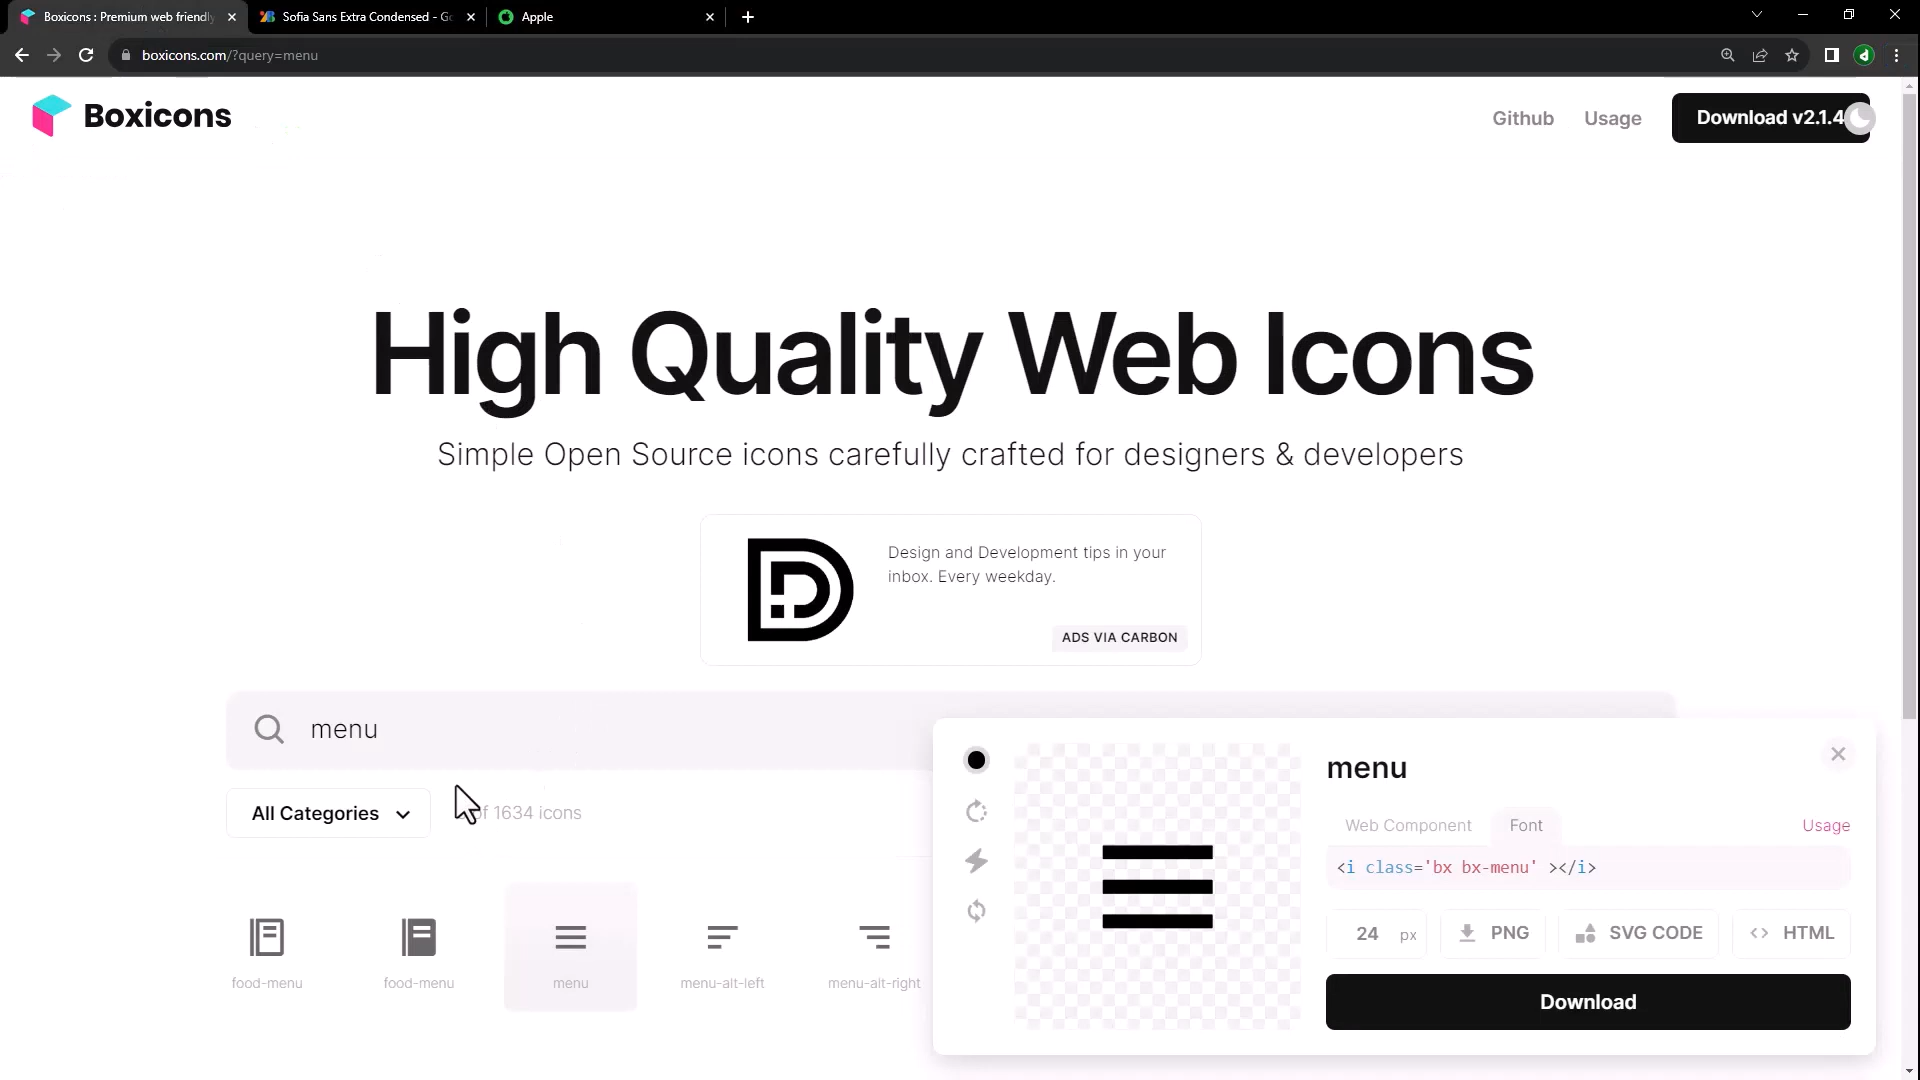 Boxicons : Premium web friendly
Sofia Sans Extra Condensed - Go
Apple
boxicons.com/?query=menu
Boxicons
Github
Usage
Download v2.1.4
High Quality Web Icons
Simple Open Source icons carefully crafted for designers & developers
Design and Development tips in your
inbox. Every weekday.
ADS VIA CARBON
menu
All Categories
of 1634 icons
food-menu
food-menu
menu
menu-alt-left
menu-alt-right
menu
Web Component
Font
Usage
<i class='bx bx-menu' ></i>
24 px
PNG
SVG CODE
<> HTML
Download